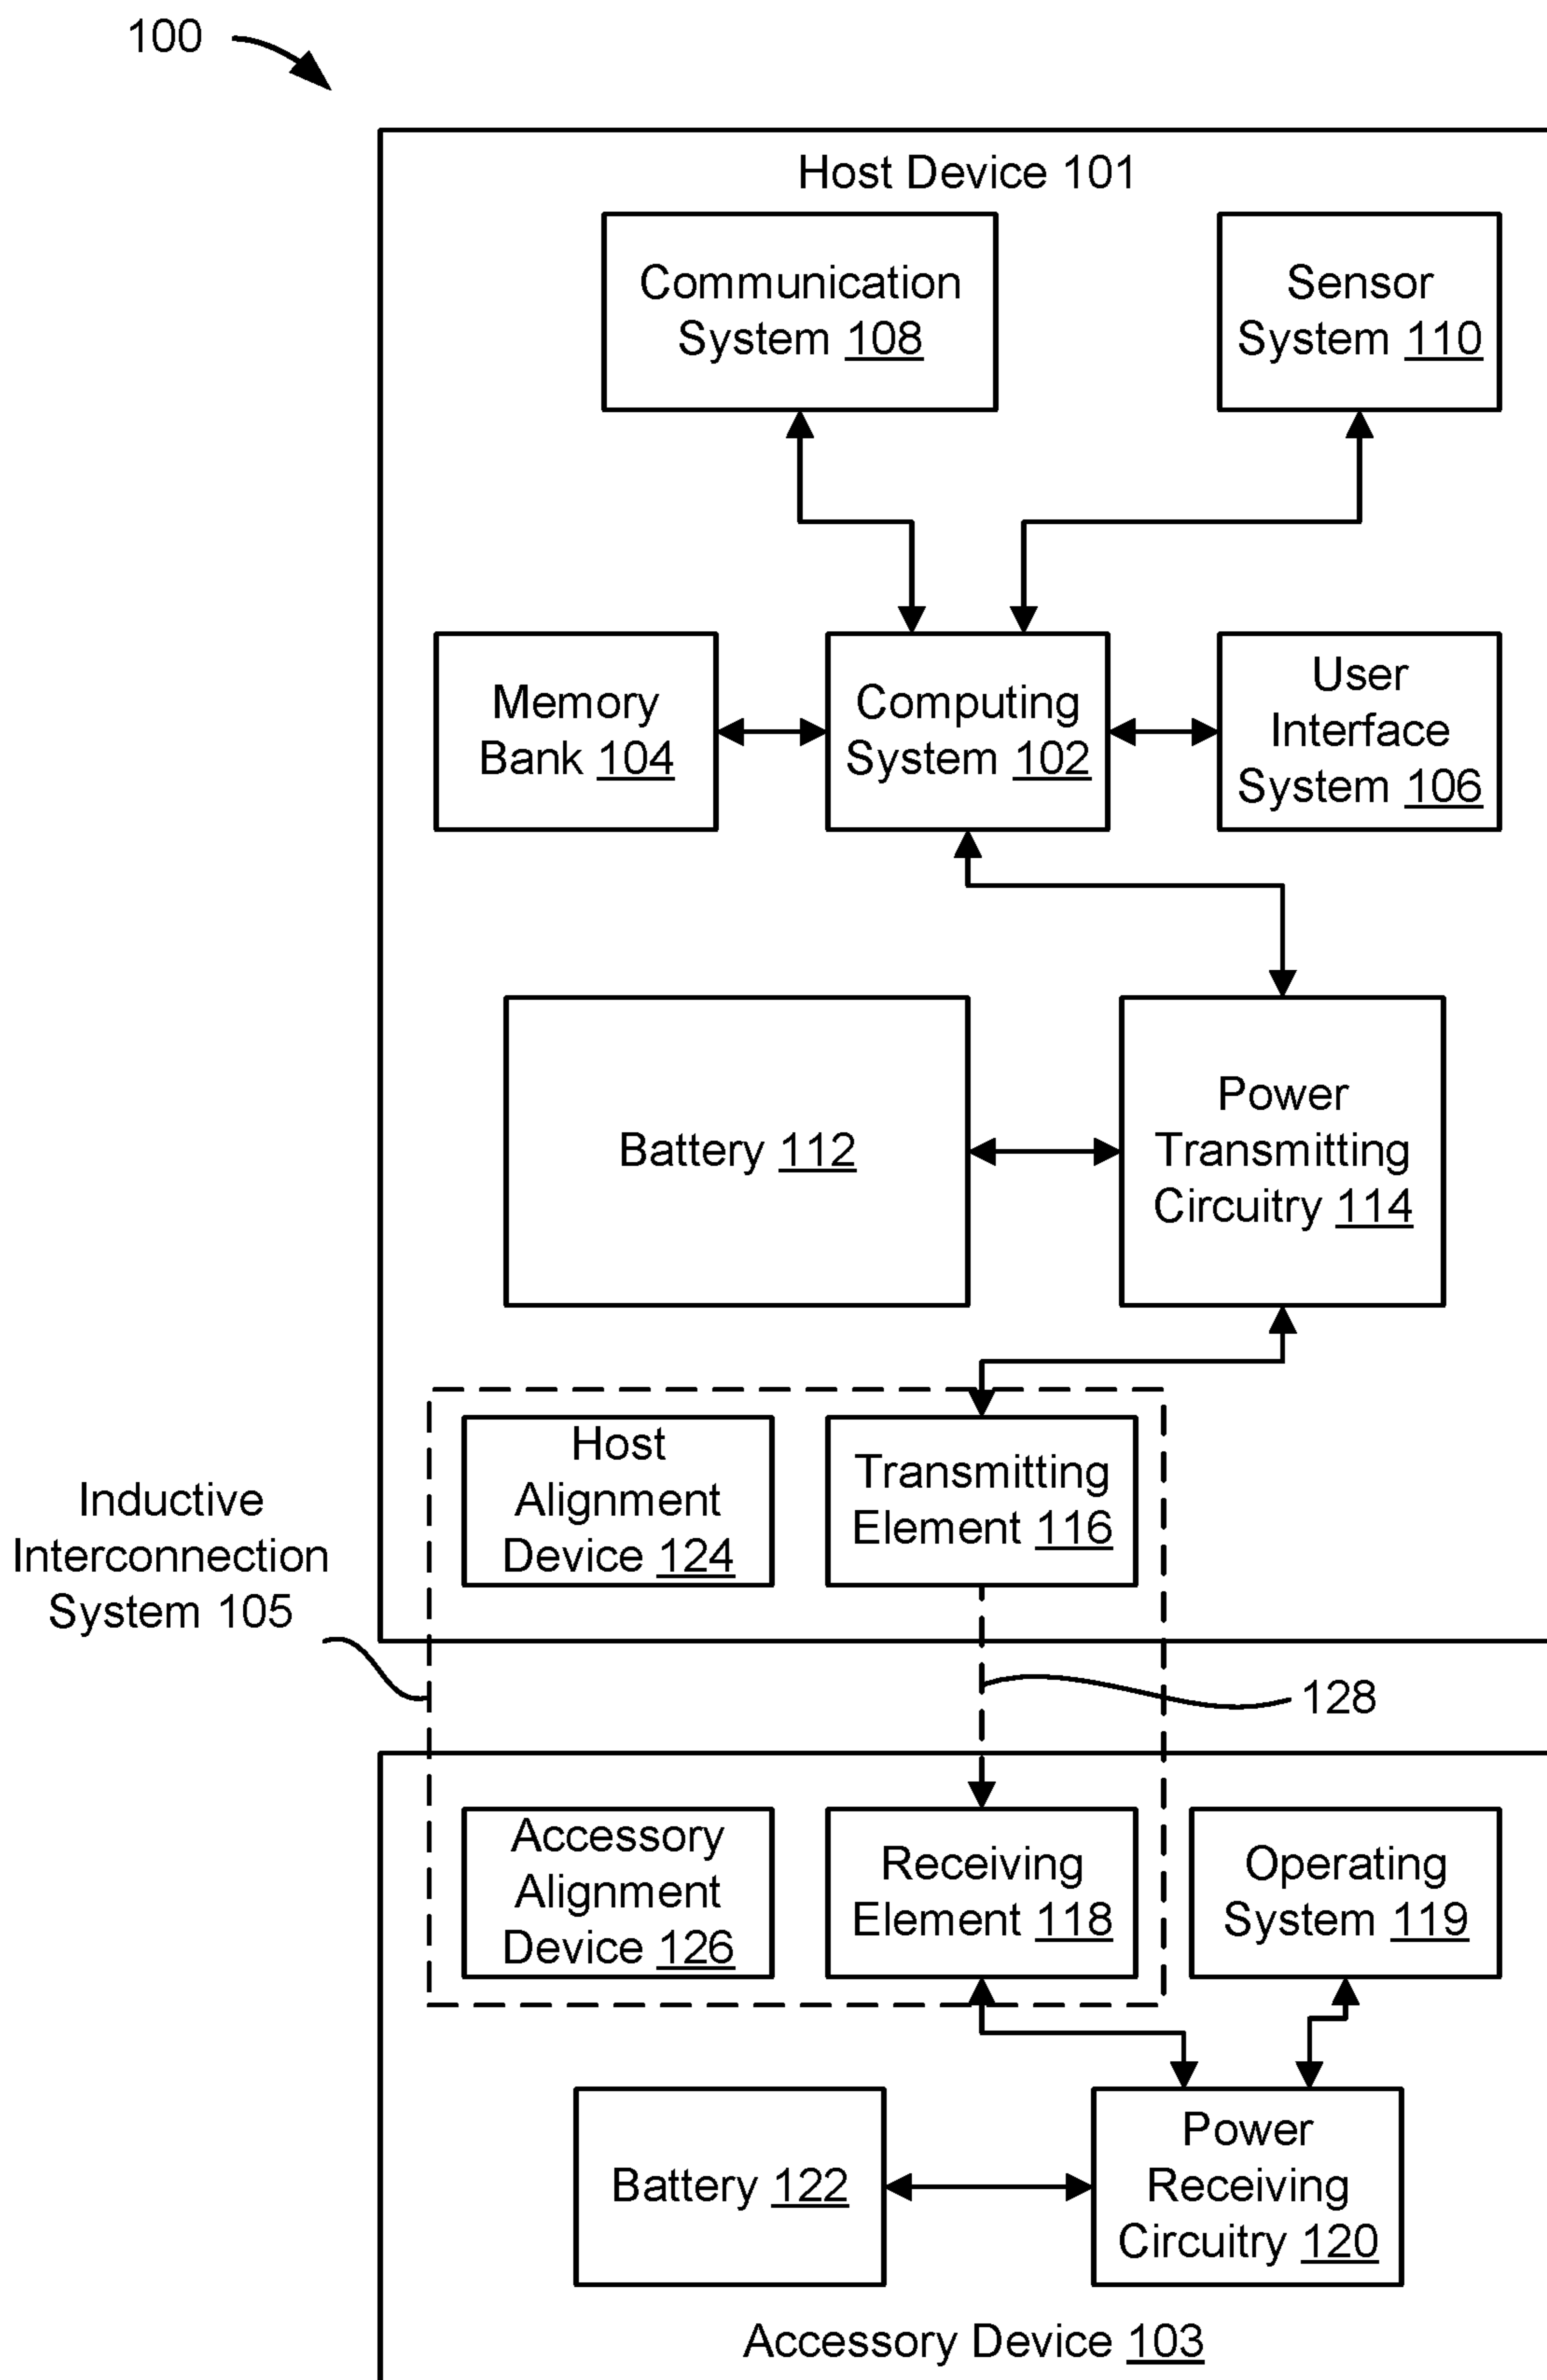 100
Host Device 101
Communication
System 108
Sensor
System 110
Memory
Bank 104
Computing
System 102
User
Interface
System 106
Battery 112
Power
Transmitting
Circuitry 114
Host
Alignment
Device 124
Transmitting
Element 116
Inductive
Interconnection
System 105
128
Accessory
Alignment
Device 126
Receiving
Element 118
Operating
System 119
Battery 122
Power
Receiving
Circuitry 120
Accessory Device 103